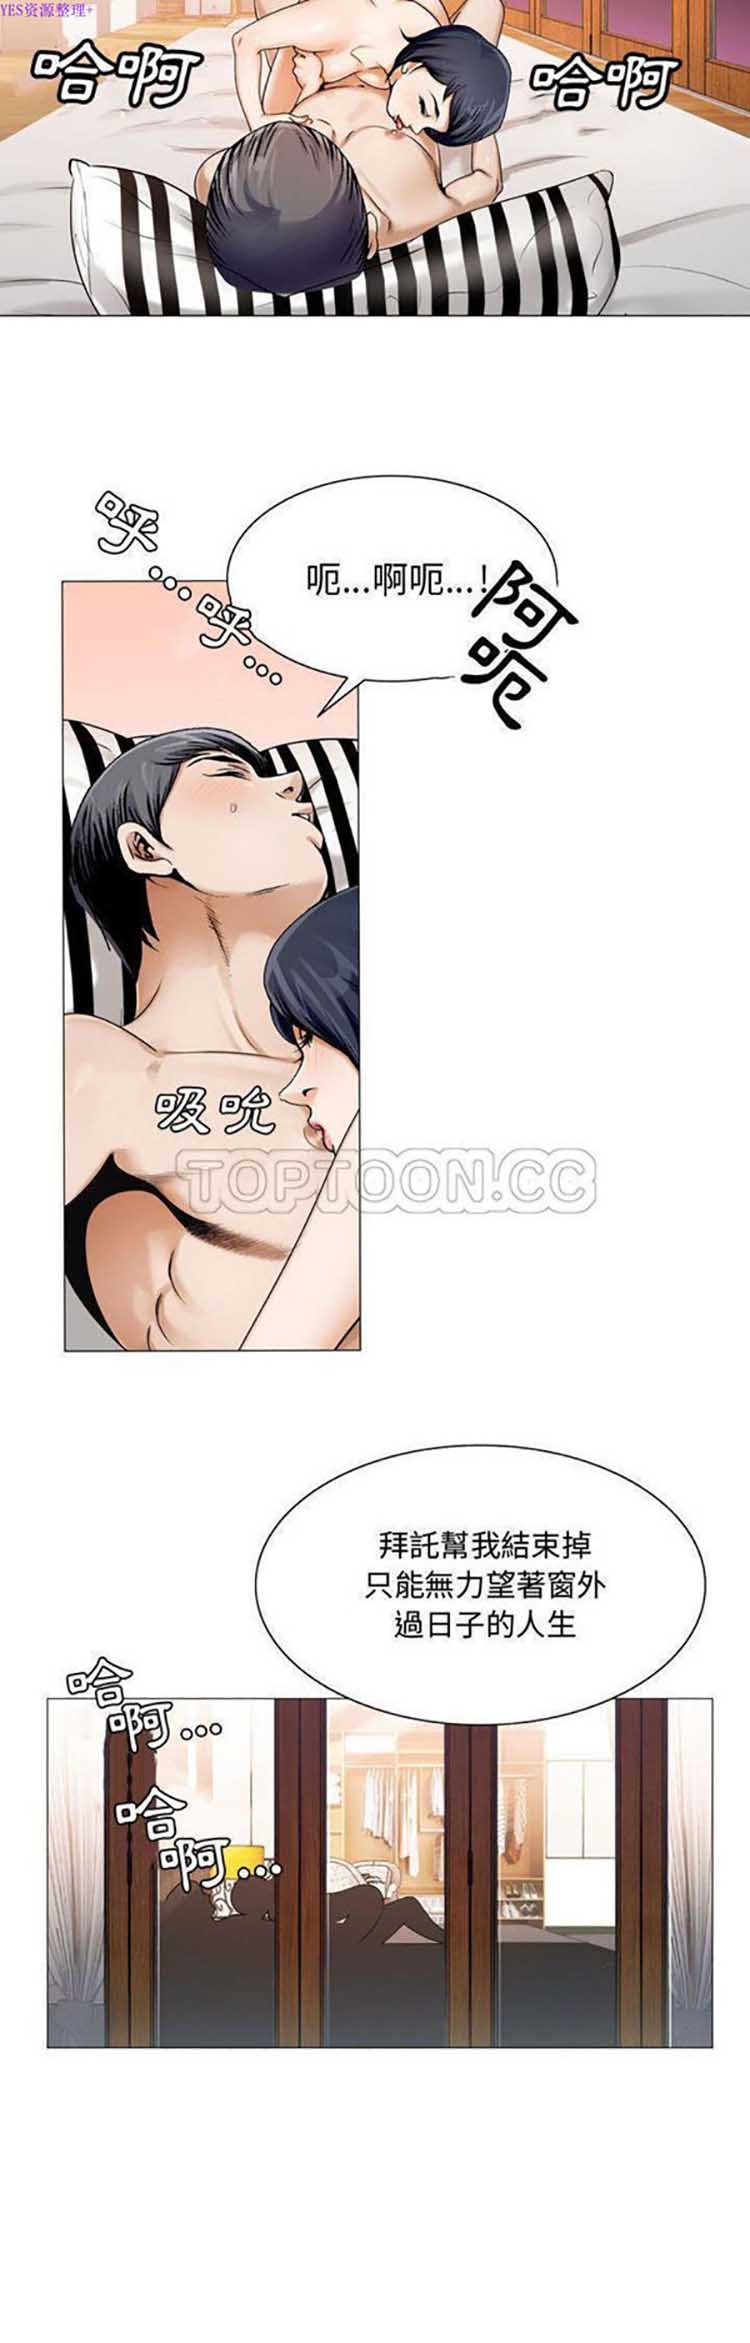 YES资源整理+
哈啊
哈啊
呼...
呼...
呃...啊呃...!
阿呃
吸吮
TOPTOON.CC
拜託幫我結束掉
只能無力望著窗外
過日子的人生
哈啊...
哈啊...